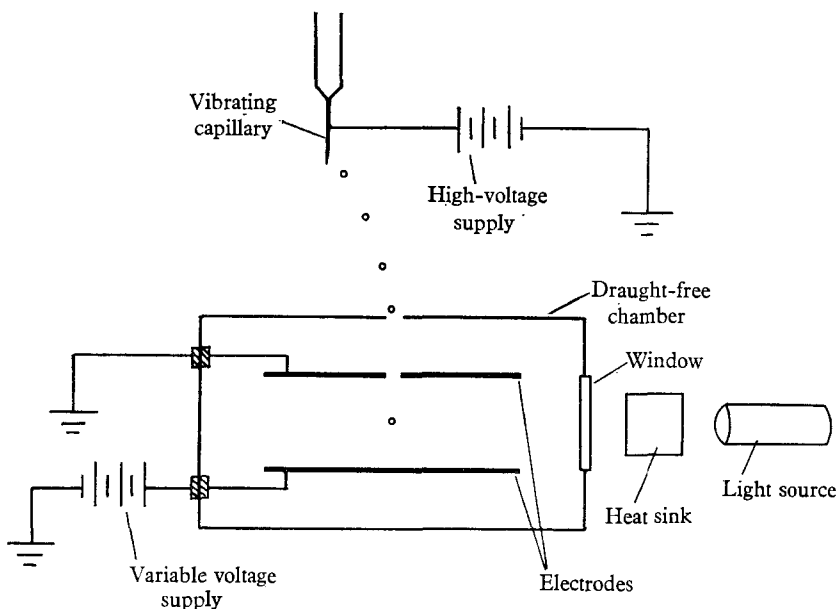 Vibrating
capillary
High-voltage
supply
Draught-free
chamber
Window
Heat sink
Light source
Variable voltage
supply
Electrodes